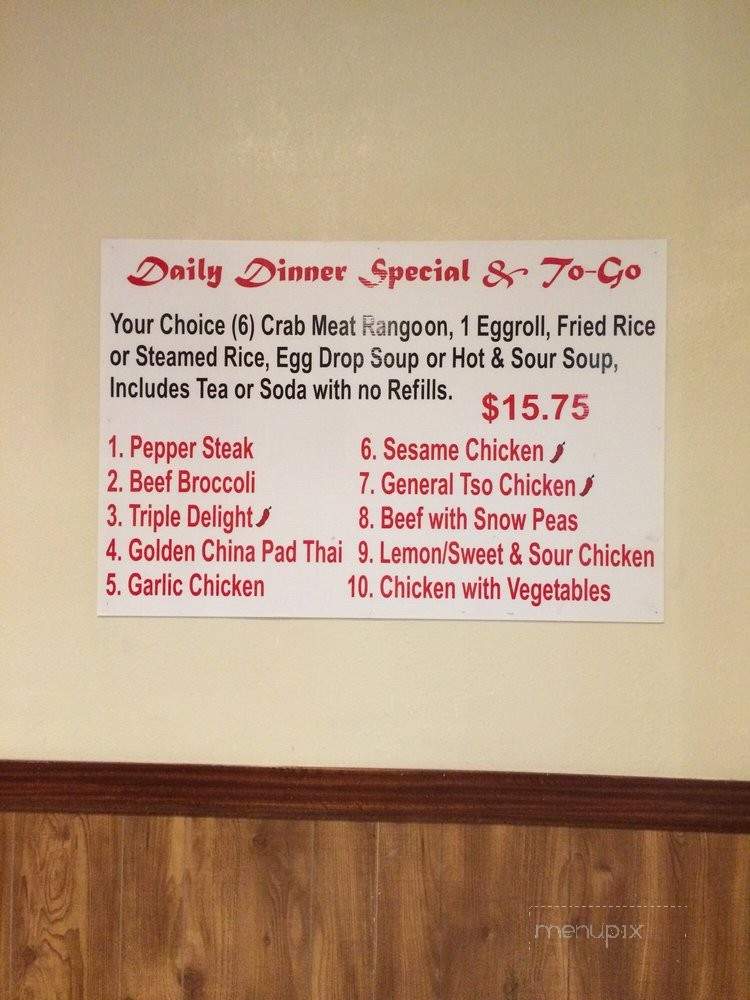 Daily Dinner Special & To-Go
Your Choice (6) Crab Meat Rangoon, 1 Eggroll, Fried Rice
or Steamed Rice, Egg Drop Soup or Hot & Sour Soup,
Includes Tea or Soda with no Refills.
$15.75
1. Pepper Steak
2. Beef Broccoli
3. Triple Delight
4. Golden China Pad Thai
5. Garlic Chicken
6. Sesame Chicken
7. General Tso Chicken
8. Beef with Snow Peas
9. Lemon/Sweet & Sour Chicken
10. Chicken with Vegetables
menupix